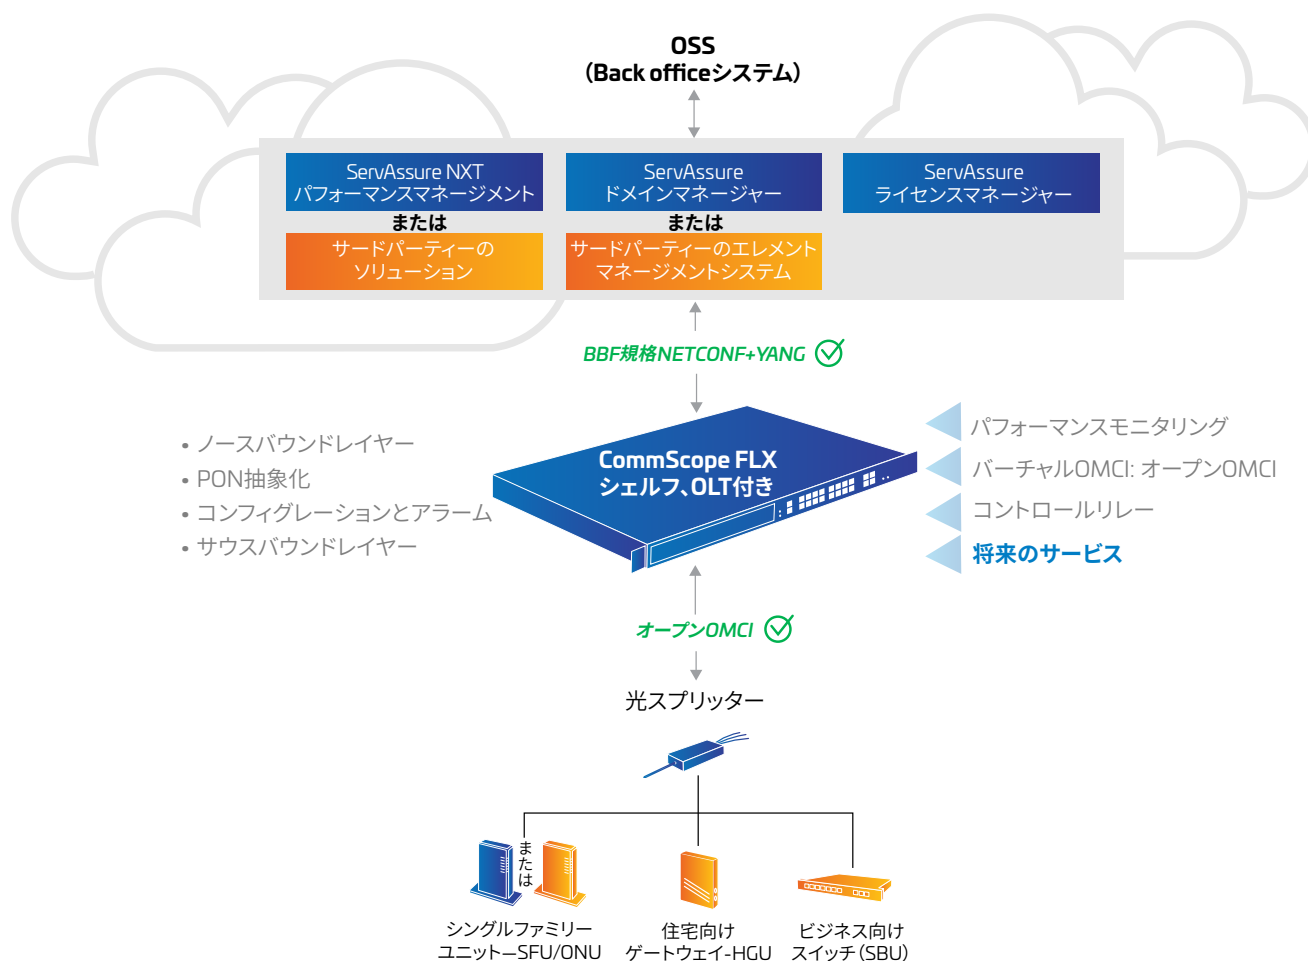 OSS
（Back officeシステム）
ServAssure NXT
パフォーマンスマネージメント
または
サードパーティーの
ソリューション
ServAssure
ドメインマネージャー
または
サードパーティーのエレメント
マネージメントシステム
ServAssure
ライセンスマネージャー
BBF規格NETCONF+YANG
• ノースバウンドレイヤー
• PON抽象化
• コンフィグレーションとアラーム
• サウスバウンドレイヤー
CommScope FLX
シェルフ、OLT付き
パフォーマンスモニタリング
バーチャルOMCI: オープンOMCI
コントロールリレー
将来のサービス
オープンOMCI
光スプリッター
または
シングルファミリー
ユニット—SFU/ONU
住宅向け
ゲートウェイ-HGU
ビジネス向け
スイッチ（SBU）